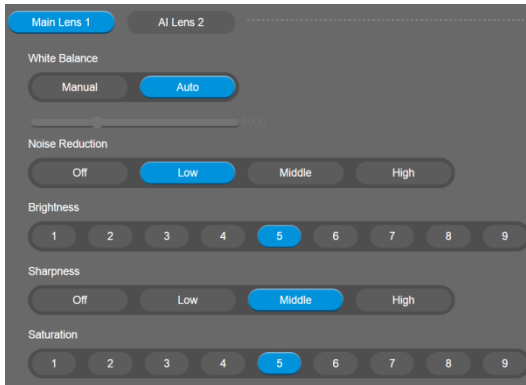 Main Lens 1 AI Lens 2
White Balance
Manual Auto
5000
Noise Reduction
Off Low Middle High
Brightness
1 2 3 4 5 6 7 8 9
Sharpness
Off Low Middle High
Saturation
1 2 3 4 5 6 7 8 9